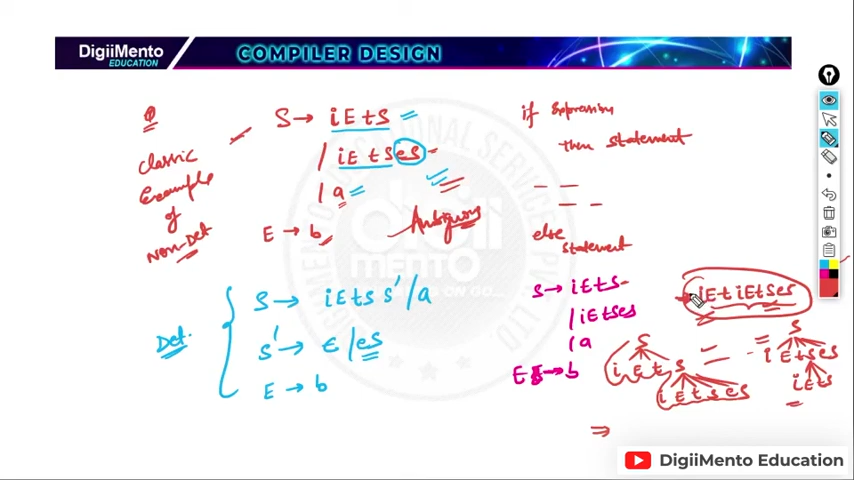 DigiiMento
EDUCATION
COMPILER DESIGN
Q
classic
Example
of
Non-Det
S → iEtS
/ iEtSeS
/ a
E → b
Ambiguous
if Expression
then statement
else
statement
Det.
S → iEtSS'/a
S' → ε/eS
E → b
S → iEtS
/ iEtSeS
/ a
E → b
iEtiEtSeS
S
i E t S
i E t S e S
S
i E t S e S
i E t S
⇒
DigiiMento Education